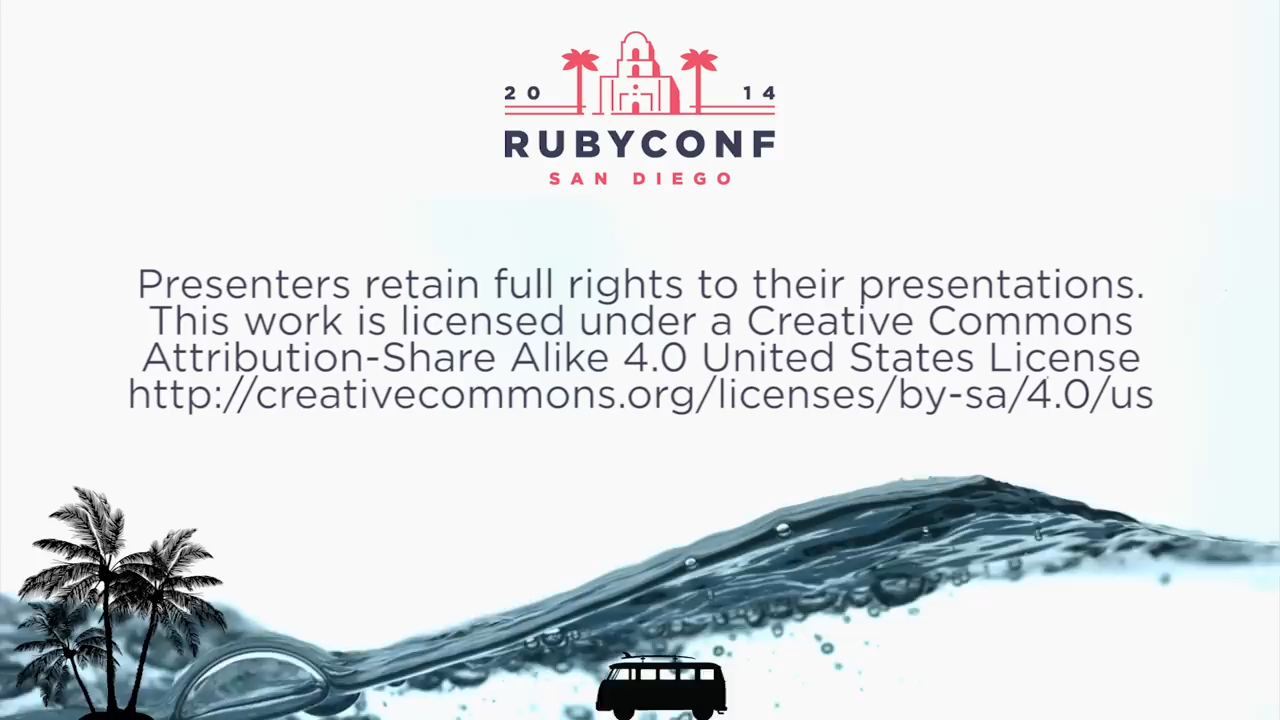 20 14
RUBYCONF
SAN DIEGO
Presenters retain full rights to their presentations.
This work is licensed under a Creative Commons
Attribution-Share Alike 4.0 United States License
http://creativecommons.org/licenses/by-sa/4.0/us